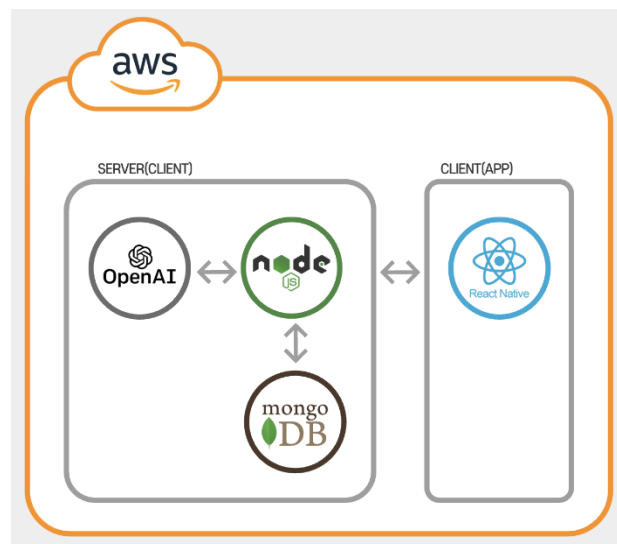 aws
SERVER(CLIENT)
CLIENT(APP)
OpenAI
node
JS
React Native
mongo
DB